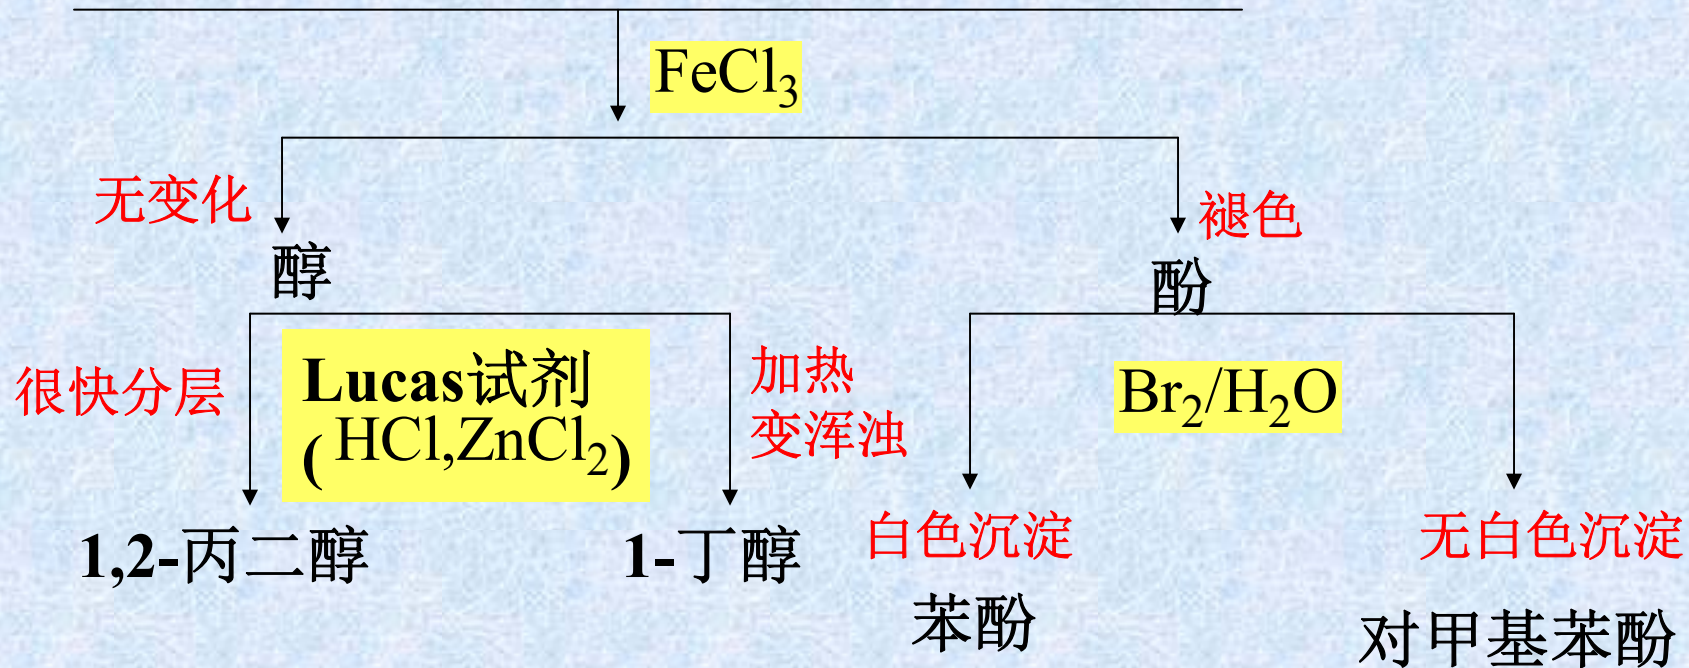 FeCl₃
无变化
褪色
醇
酚
很快分层
Lucas试剂
( HCl,ZnCl₂)
加热
变浑浊
Br₂/H₂O
1,2-丙二醇
1-丁醇
白色沉淀
无白色沉淀
苯酚
对甲基苯酚